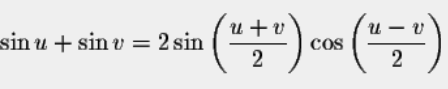 sin u + sin v = 2 sin ( (u + v) / 2 ) cos ( (u − v) / 2 )